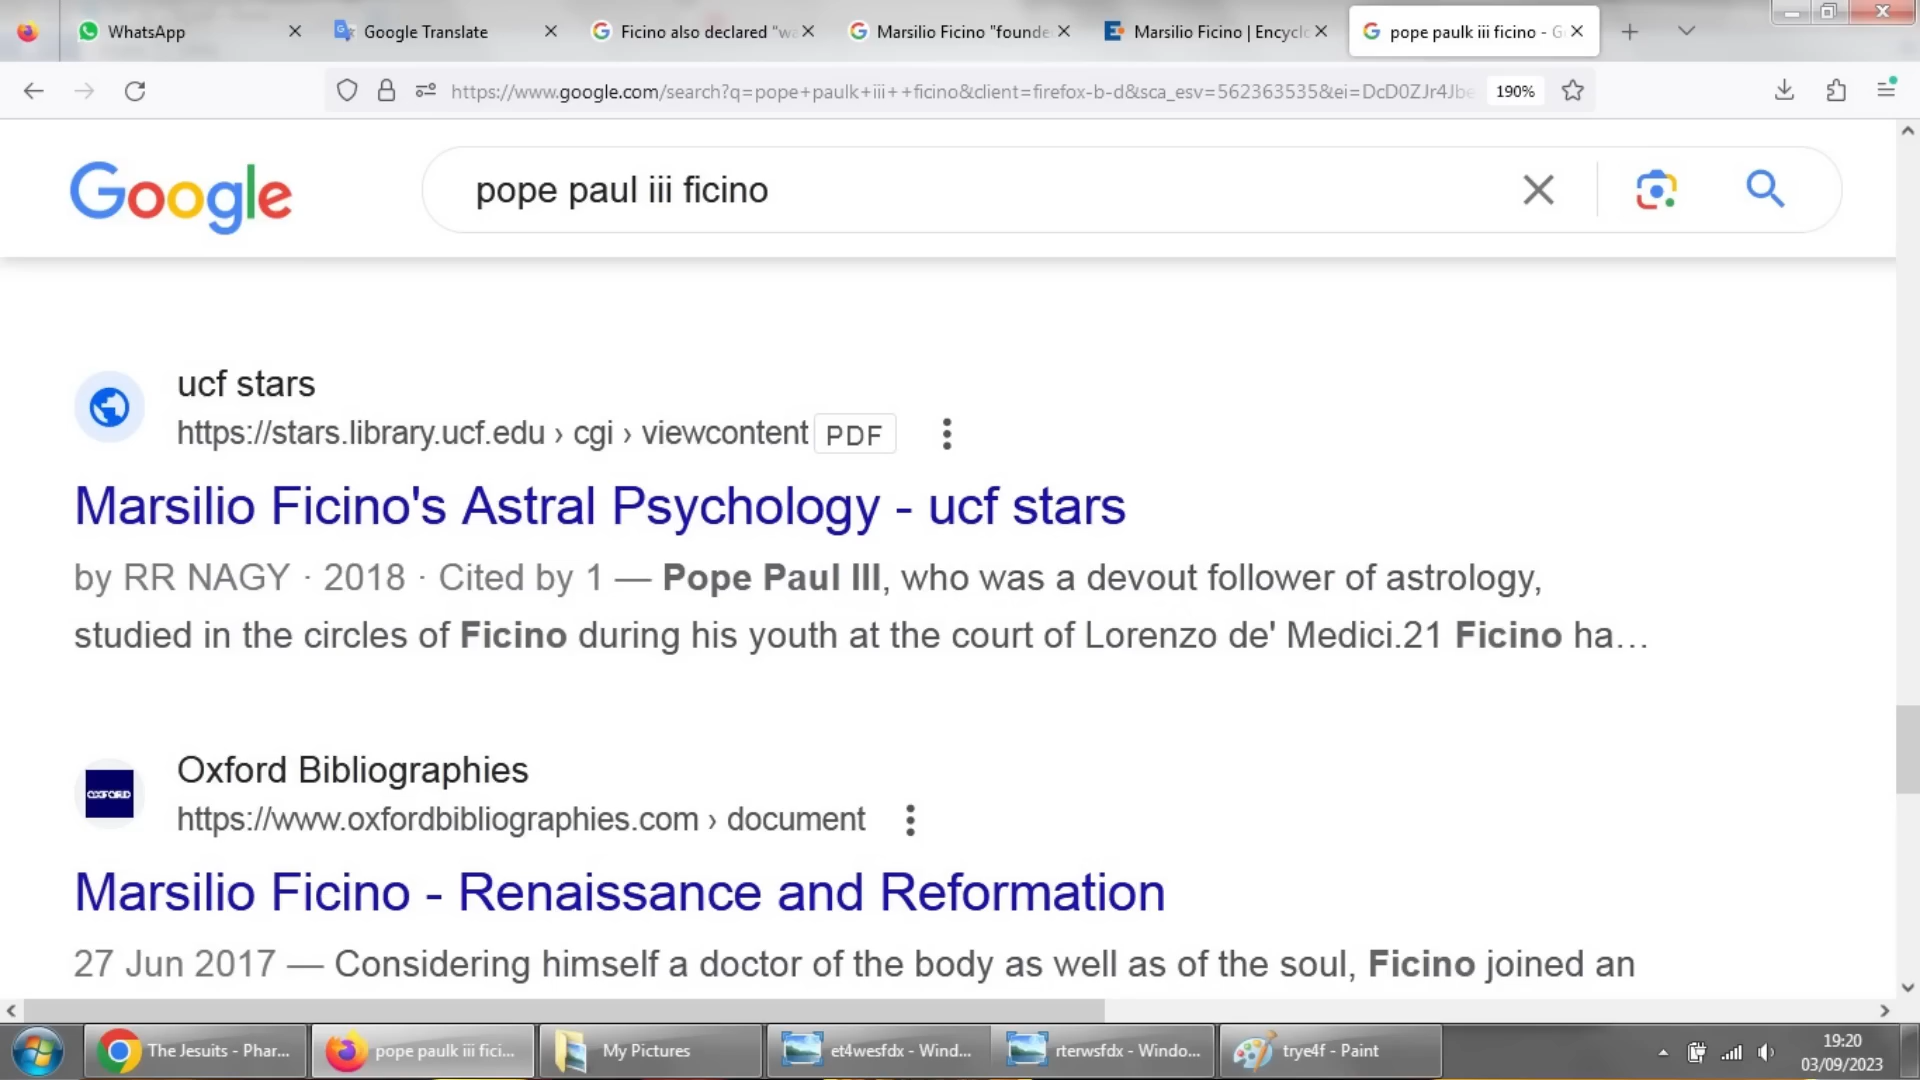 WhatsApp
Google Translate
Ficino also declared "wa
Marsilio Ficino "founde
Marsilio Ficino | Encyclo
pope paulk iii ficino - G
https://www.google.com/search?q=pope+paulk+iii++ficino&client=firefox-b-d&sca_esv=562363535&ei=DcD0ZJr4Jbe
190%
Google
pope paul iii ficino
ucf stars
https://stars.library.ucf.edu › cgi › viewcontent PDF
Marsilio Ficino's Astral Psychology - ucf stars
by RR NAGY · 2018 · Cited by 1 — Pope Paul III, who was a devout follower of astrology,
studied in the circles of Ficino during his youth at the court of Lorenzo de' Medici.21 Ficino ha...
OXFORD
Oxford Bibliographies
https://www.oxfordbibliographies.com › document
Marsilio Ficino - Renaissance and Reformation
27 Jun 2017 — Considering himself a doctor of the body as well as of the soul, Ficino joined an
The Jesuits - Phar...
pope paulk iii fici...
My Pictures
et4wesfdx - Wind...
rterwsfdx - Windo...
trye4f - Paint
19:20
03/09/2023